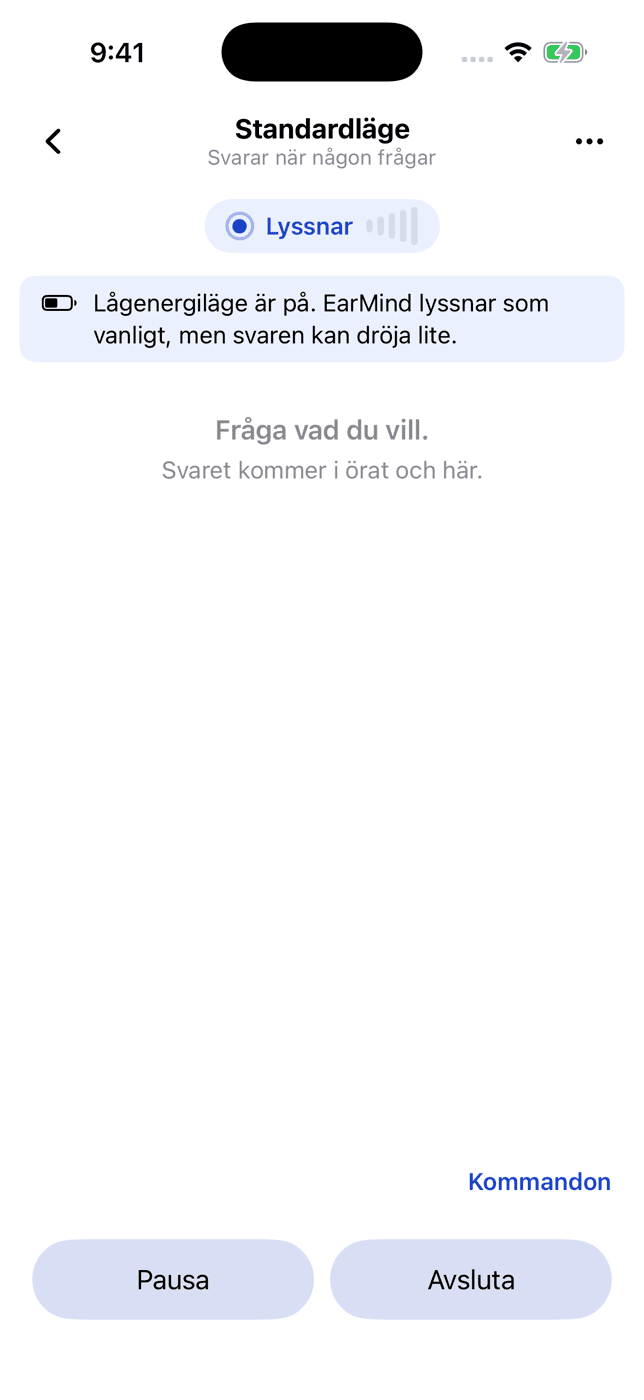 9:41
Standardläge
Svarar när någon frågar
Lyssnar
Lågenergiläge är på. EarMind lyssnar som
vanligt, men svaren kan dröja lite.
Fråga vad du vill.
Svaret kommer i örat och här.
Kommandon
Pausa
Avsluta